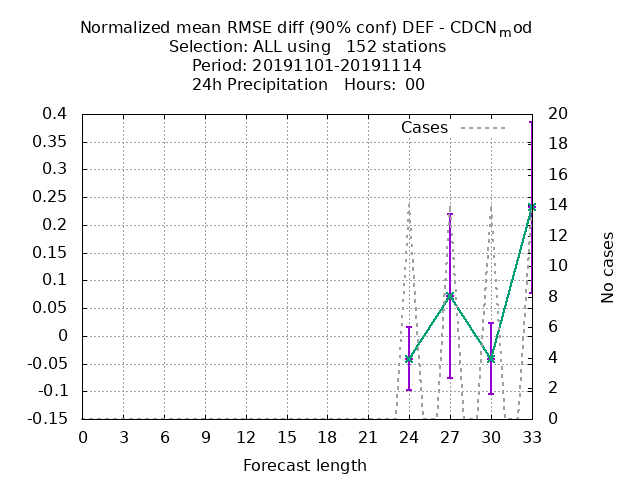 Normalized mean RMSE diff (90% conf) DEF - CDCNmod
Selection: ALL using 152 stations
Period: 20191101-20191114
24h Precipitation Hours: 00
Cases
0.4
0.35
0.3
0.25
0.2
0.15
0.1
0.05
0
-0.05
-0.1
-0.15
20
18
16
14
12
10
8
6
4
2
0
No cases
0 3 6 9 12 15 18 21 24 27 30 33
Forecast length